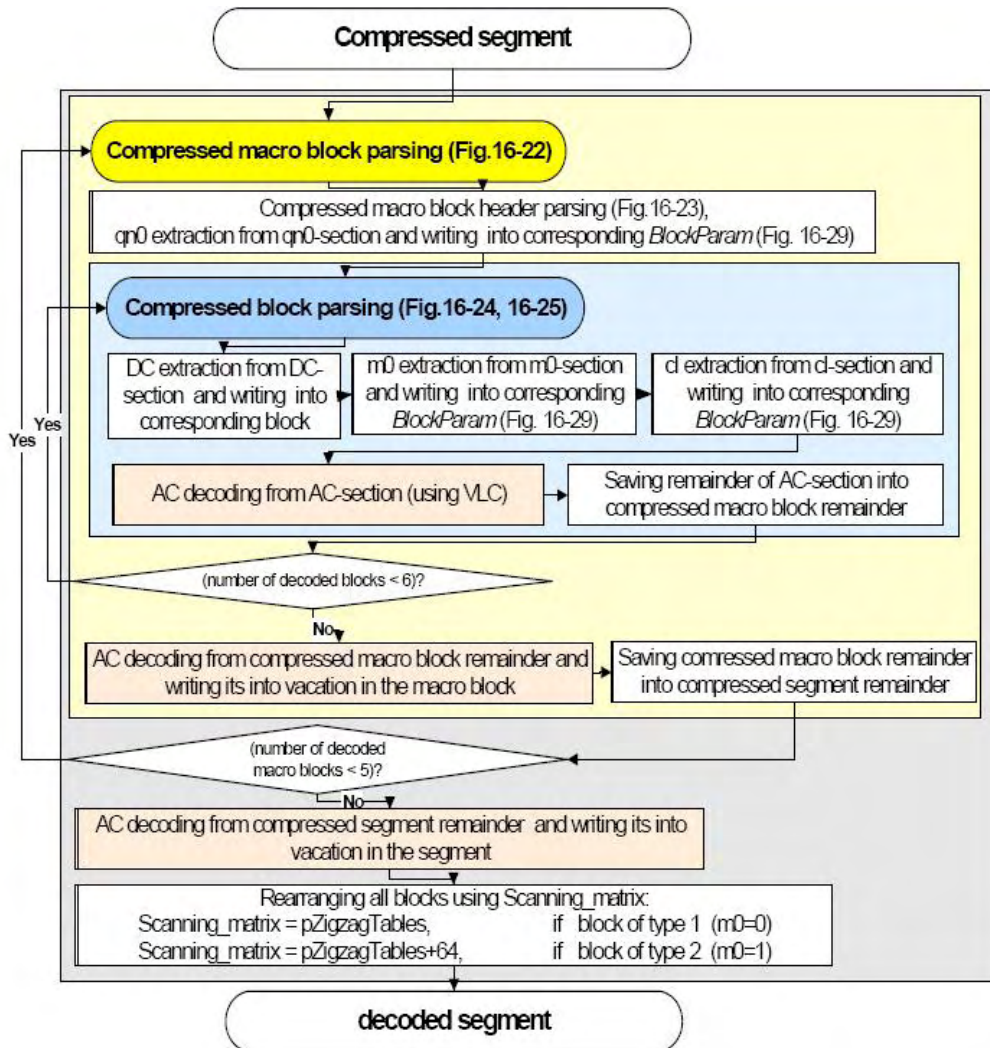 Compressed segment
Compressed macro block parsing (Fig.16-22)
Compressed macro block header parsing (Fig.16-23),
qn0 extraction from qn0-section and writing into corresponding BlockParam (Fig. 16-29)
Compressed block parsing (Fig.16-24, 16-25)
DC extraction from DC-
section and writing into
corresponding block
m0 extraction from m0-section
and writing into corresponding
BlockParam (Fig. 16-29)
cl extraction from cl-section and
writing into corresponding
BlockParam (Fig. 16-29)
Yes
Yes
AC decoding from AC-section (using VLC)
Saving remainder of AC-section into
compressed macro block remainder
(number of decoded blocks < 6)?
No
AC decoding from compressed macro block remainder and
writing its into vacation in the macro block
Saving comressed macro block remainder
into compressed segment remainder
(number of decoded
macro blocks < 5)?
No
AC decoding from compressed segment remainder and writing its into
vacation in the segment
Rearranging all blocks using Scanning_matrix:
Scanning_matrix = pZigzagTables, if block of type 1 (m0=0)
Scanning_matrix = pZigzagTables+64, if block of type 2 (m0=1)
decoded segment